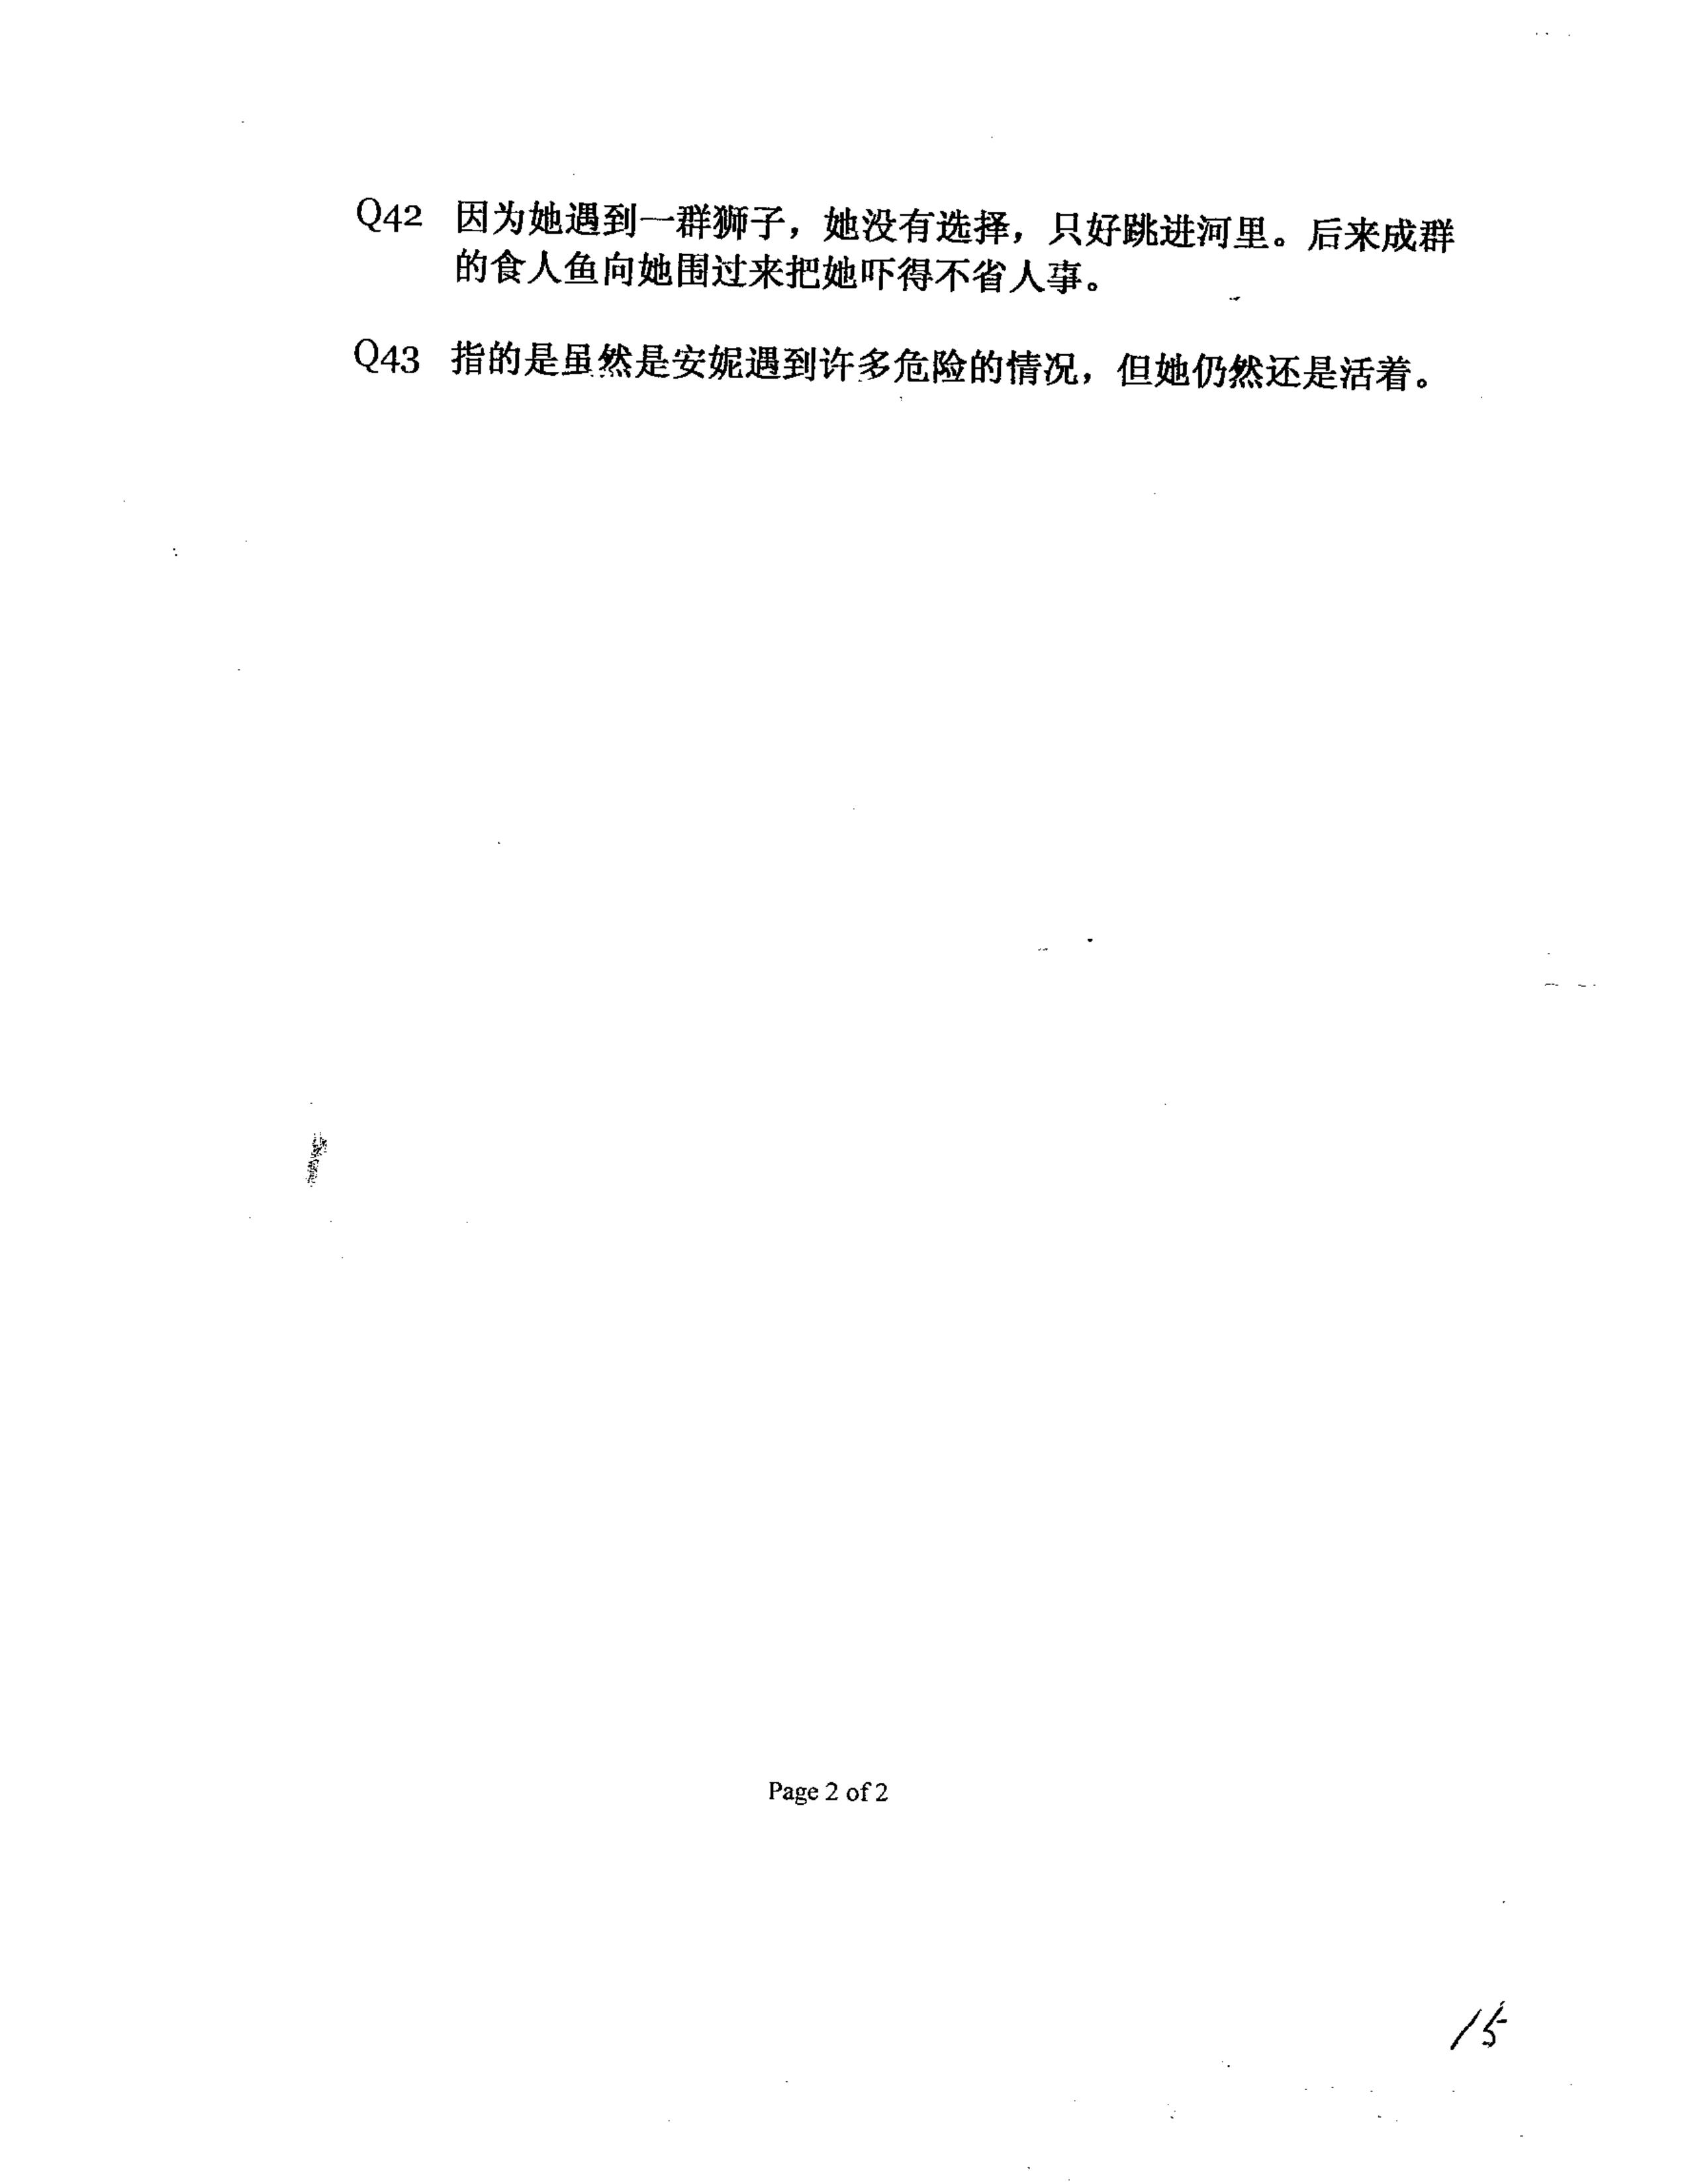 Q42 因为她遇到一群狮子，她没有选择，只好跳进河里。后来成群
的食人鱼向她围过来把她吓得不省人事。
Q43 指的是虽然是安妮遇到许多危险的情况，但她仍然还是活着。
Page 2 of 2
15